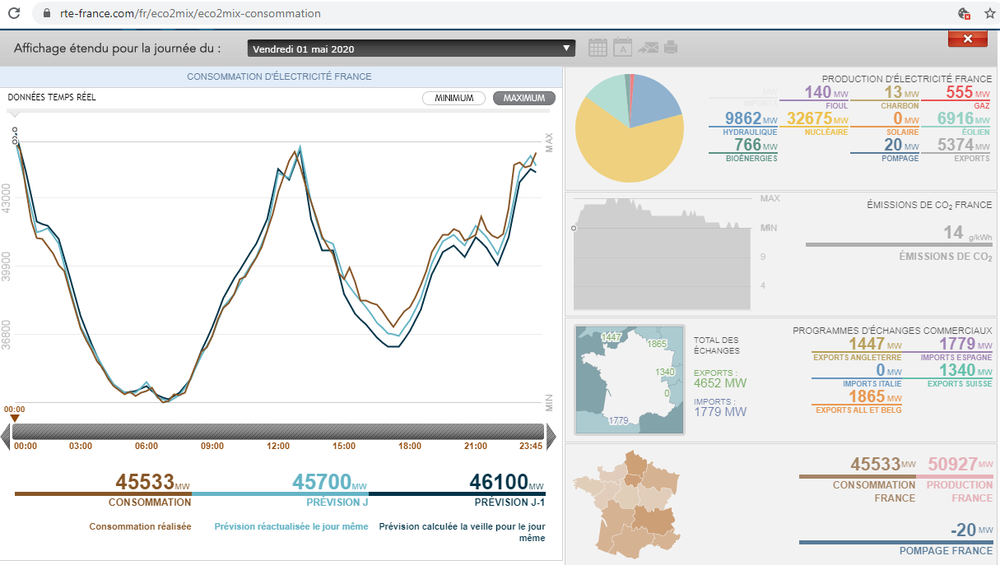 rte-france.com/fr/eco2mix/eco2mix-consommation
Affichage étendu pour la journée du :
Vendredi 01 mai 2020
A
CONSOMMATION D'ÉLECTRICITÉ FRANCE
DONNÉES TEMPS RÉEL
MINIMUM
MAXIMUM
MAX
43000
39900
36800
MIN
00:00
00:00 03:00 06:00 09:00 12:00 15:00 18:00 21:00 23:45
45533 MW
CONSOMMATION
Consommation réalisée
45700 MW
PRÉVISION J
Prévision réactualisée le jour même
46100 MW
PRÉVISION J-1
Prévision calculée la veille pour le jour
même
PRODUCTION D'ÉLECTRICITÉ FRANCE
MW
IMPORTS
140 MW
FIOUL
13 MW
CHARBON
555 MW
GAZ
9862 MW
HYDRAULIQUE
32675 MW
NUCLÉAIRE
0 MW
SOLAIRE
6916 MW
ÉOLIEN
766 MW
BIOÉNERGIES
20 MW
POMPAGE
5374 MW
EXPORTS
MAX
MIN
9
4
ÉMISSIONS DE CO2 FRANCE
14 g/kWh
ÉMISSIONS DE CO2
1447
1865
1340
0
1779
TOTAL DES
ÉCHANGES
EXPORTS :
4652 MW
IMPORTS :
1779 MW
PROGRAMMES D'ÉCHANGES COMMERCIAUX
1447 MW
EXPORTS ANGLETERRE
1779 MW
IMPORTS ESPAGNE
0 MW
IMPORTS ITALIE
1340 MW
EXPORTS SUISSE
1865 MW
EXPORTS ALL ET BELG
45533 MW
CONSOMMATION
FRANCE
50927 MW
PRODUCTION
FRANCE
-20 MW
POMPAGE FRANCE